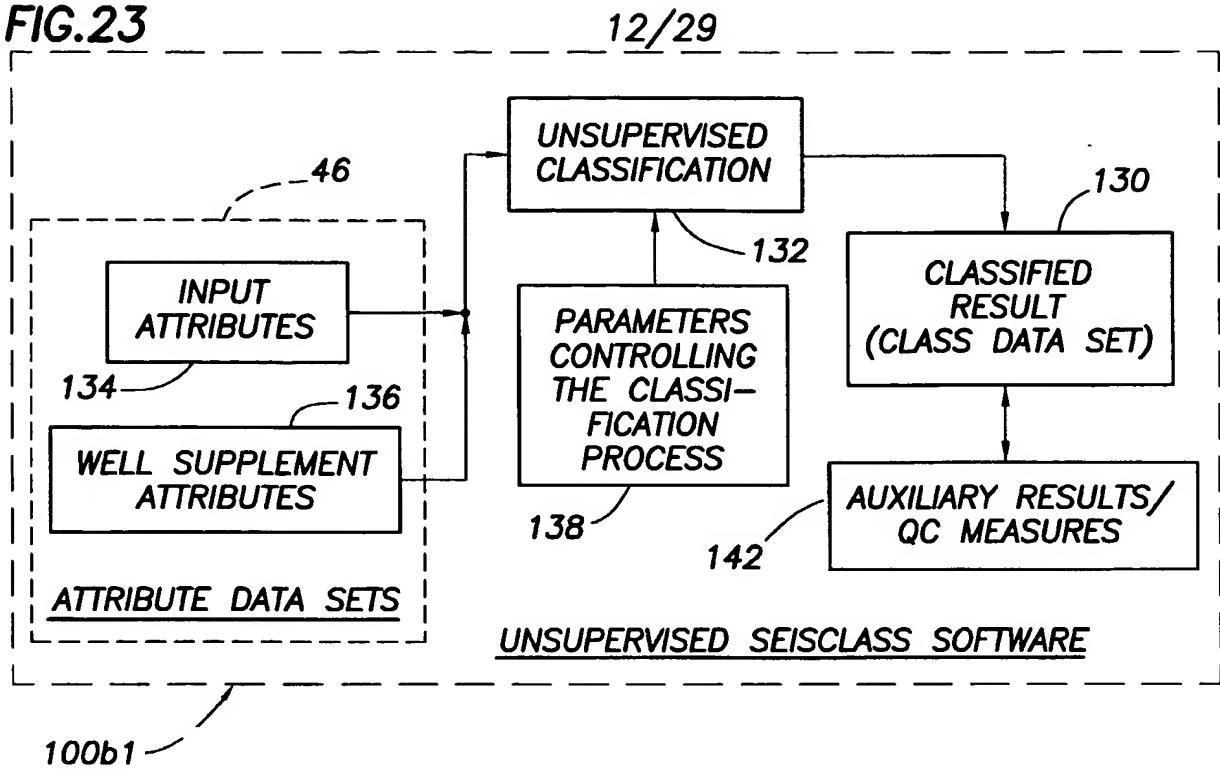 FIG.23
12/29
UNSUPERVISED
CLASSIFICATION
46
130
132
INPUT
ATTRIBUTES
CLASSIFIED
RESULT
(CLASS DATA SET)
PARAMETERS
CONTROLLING
THE CLASSI-
FICATION
PROCESS
134
136
WELL SUPPLEMENT
ATTRIBUTES
138
AUXILIARY RESULTS/
QC MEASURES
142
ATTRIBUTE DATA SETS
UNSUPERVISED SEISCLASS SOFTWARE
100b1